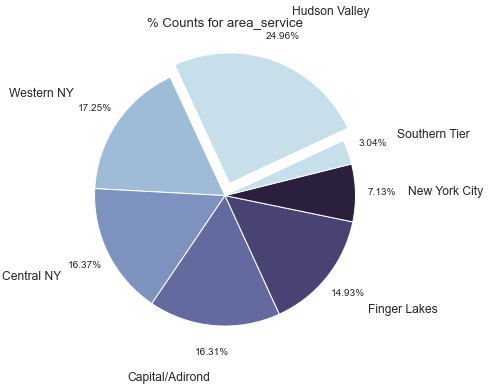 Hudson Valley
% Counts for area_service
24.96%
Western NY
17.25%
Southern Tier
3.04%
New York City
7.13%
Central NY
16.37%
14.93%
Finger Lakes
16.31%
Capital/Adirond